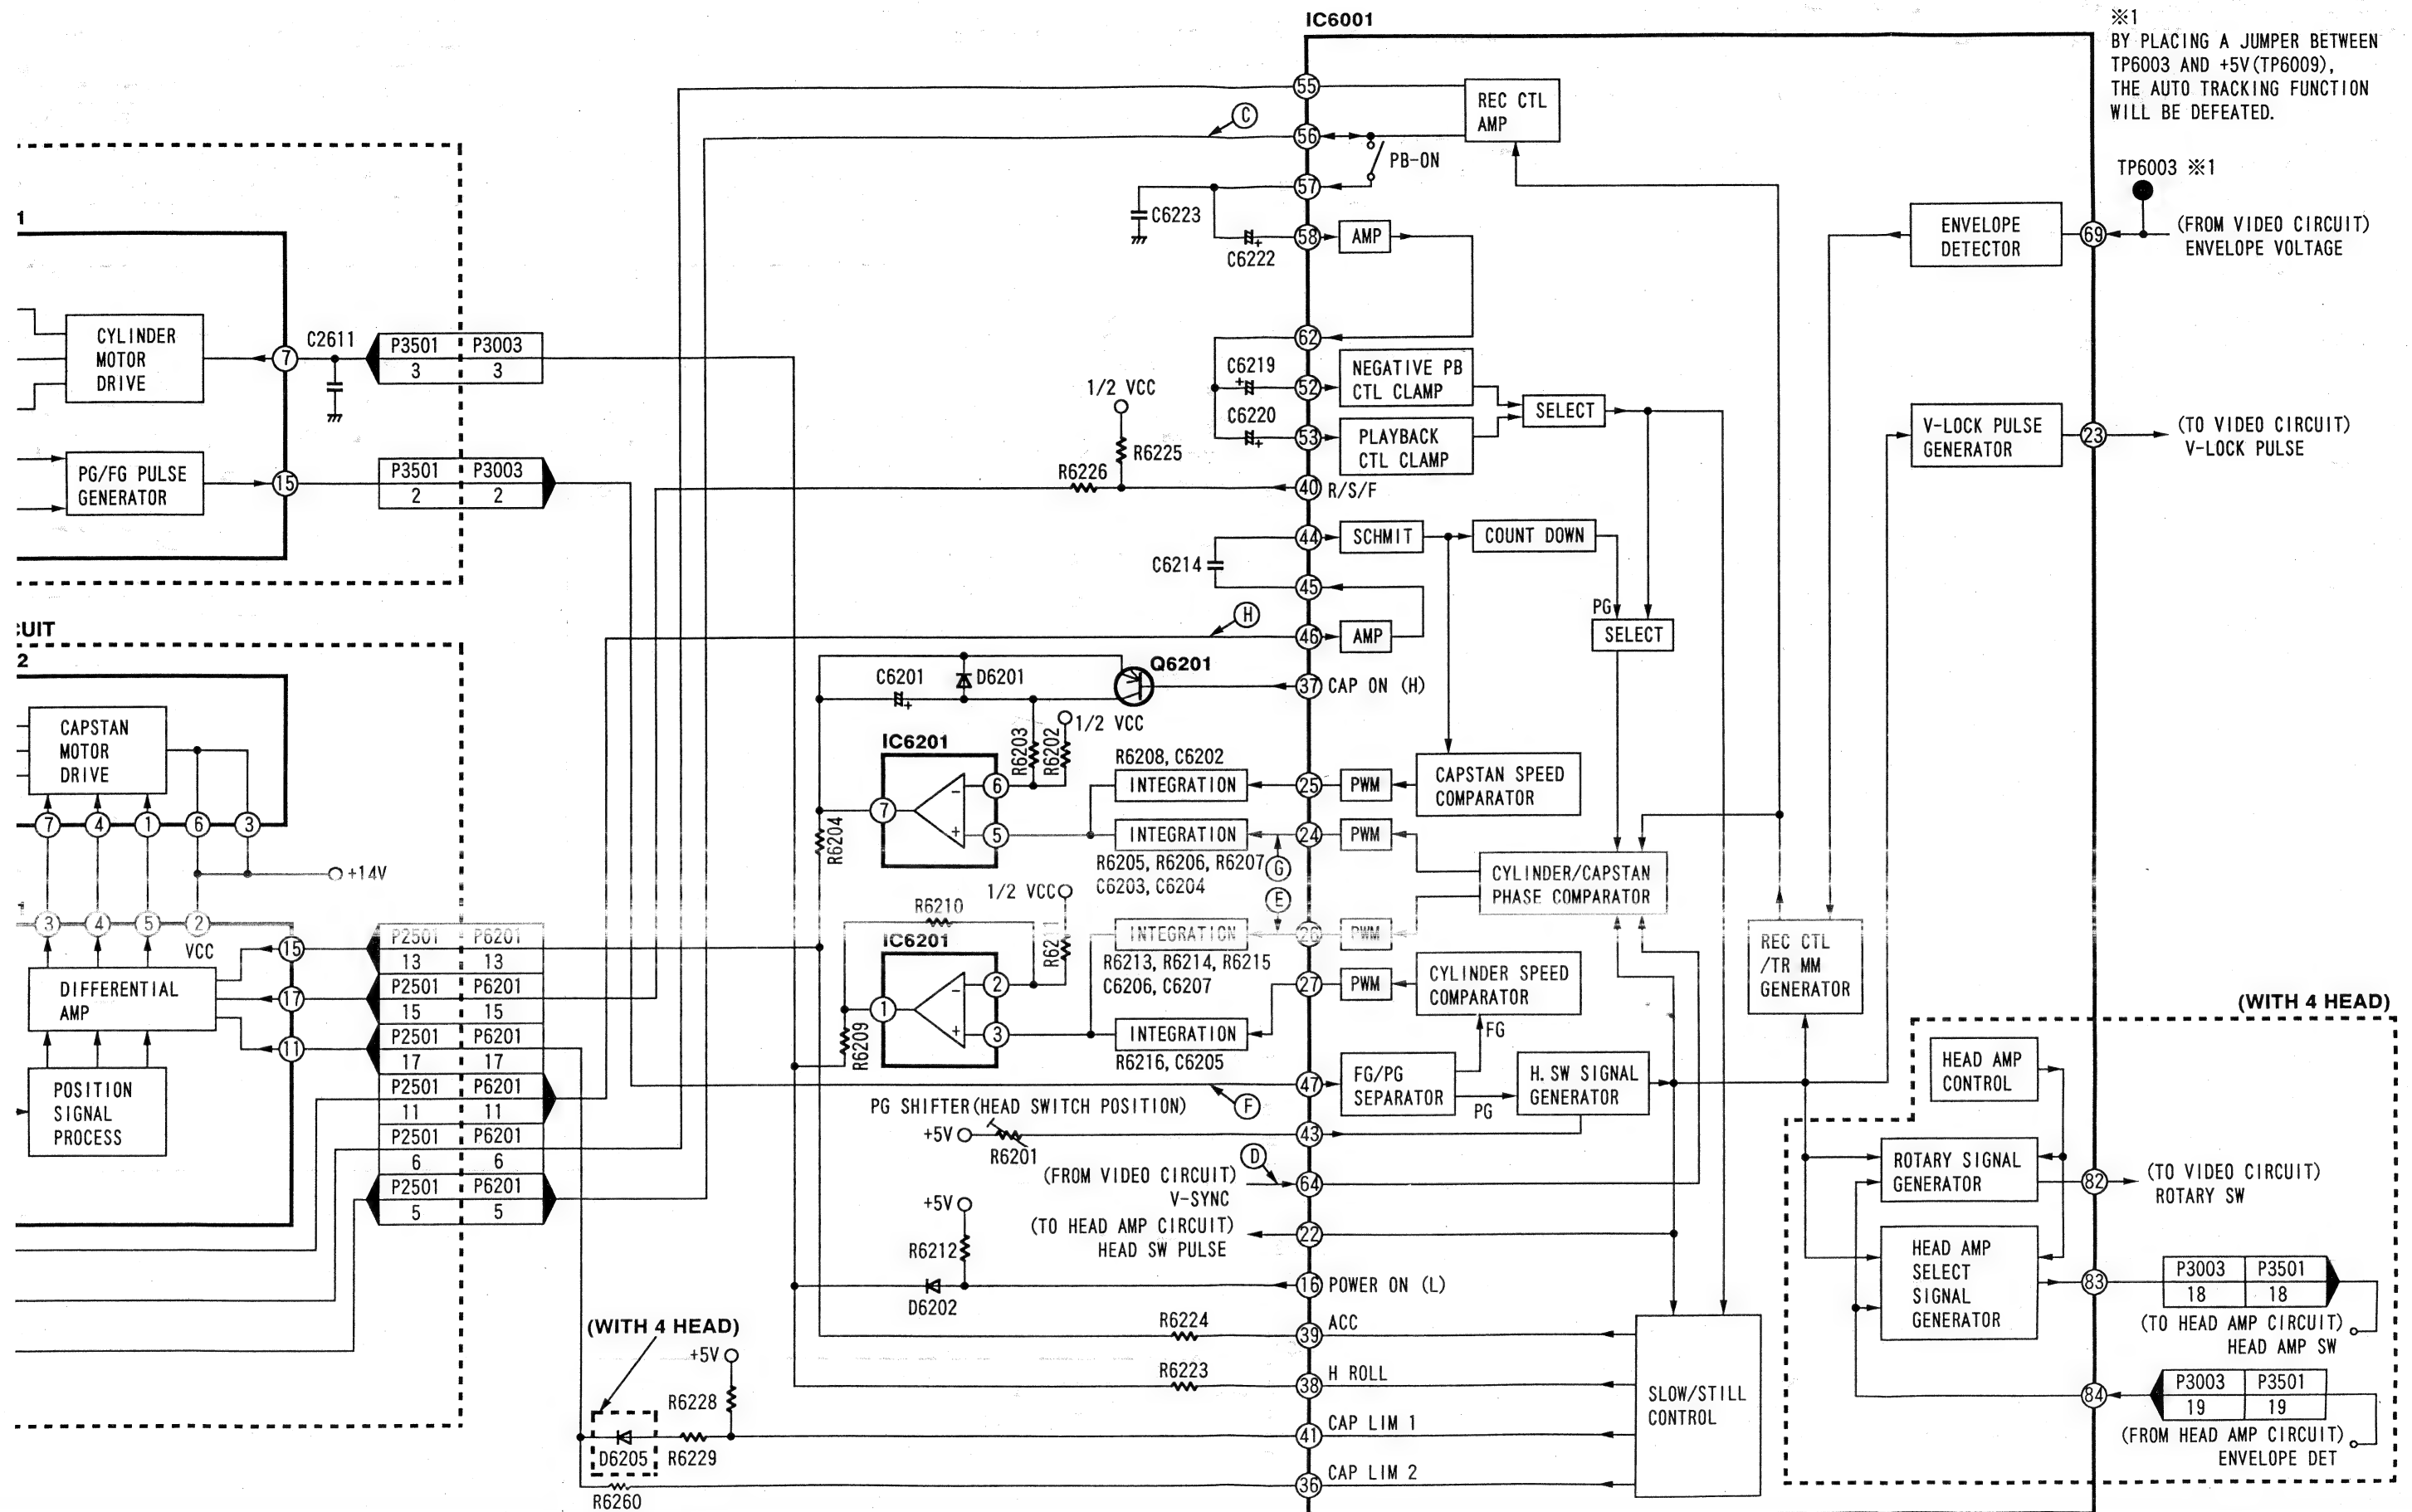 IC6001
※1
BY PLACING A JUMPER BETWEEN
TP6003 AND +5V(TP6009),
THE AUTO TRACKING FUNCTION
WILL BE DEFEATED.
TP6003 ※1
55
REC CTL
AMP
C
56
PB-ON
57
C6223
58
AMP
C6222
ENVELOPE
DETECTOR
69
(FROM VIDEO CIRCUIT)
ENVELOPE VOLTAGE
1
CYLINDER
MOTOR
DRIVE
7
C2611
P3501 P3003
3 3
62
C6219
52
NEGATIVE PB
CTL CLAMP
SELECT
C6220
53
PLAYBACK
CTL CLAMP
1/2 VCC
R6225
R6226
40
R/S/F
V-LOCK PULSE
GENERATOR
23
(TO VIDEO CIRCUIT)
V-LOCK PULSE
PG/FG PULSE
GENERATOR
15
P3501 P3003
2 2
44
SCHMIT
COUNT DOWN
C6214
45
PG
SELECT
H
46
AMP
CUIT
2
Q6201
C6201
D6201
37
CAP ON (H)
CAPSTAN
MOTOR
DRIVE
7 4 1 6 3
+14V
IC6201
R6203
R6202
1/2 VCC
7
6
5
−
+
R6204
R6208, C6202
INTEGRATION
25
PWM
CAPSTAN SPEED
COMPARATOR
INTEGRATION
24
PWM
R6205, R6206, R6207
C6203, C6204
G
E
CYLINDER/CAPSTAN
PHASE COMPARATOR
1/2 VCC
R6210
R6211
IC6201
1
2
3
−
+
R6209
INTEGRATION
26
PWM
R6213, R6214, R6215
C6206, C6207
27
PWM
CYLINDER SPEED
COMPARATOR
INTEGRATION
R6216, C6205
FG
REC CTL
/TR MM
GENERATOR
3 4 5 2
VCC
15
17
11
DIFFERENTIAL
AMP
POSITION
SIGNAL
PROCESS
P2501 P6201
13 13
P2501 P6201
15 15
P2501 P6201
17 17
P2501 P6201
11 11
P2501 P6201
6 6
P2501 P6201
5 5
47
FG/PG
SEPARATOR
PG
H.SW SIGNAL
GENERATOR
F
PG SHIFTER(HEAD SWITCH POSITION)
+5V
R6201
43
D
(FROM VIDEO CIRCUIT)
V-SYNC
64
(TO HEAD AMP CIRCUIT)
HEAD SW PULSE
22
+5V
R6212
D6202
16
POWER ON (L)
R6224
39
ACC
R6223
38
H ROLL
(WITH 4 HEAD)
+5V
R6228
D6205
R6229
41
CAP LIM 1
R6260
36
CAP LIM 2
SLOW/STILL
CONTROL
(WITH 4 HEAD)
HEAD AMP
CONTROL
ROTARY SIGNAL
GENERATOR
82
(TO VIDEO CIRCUIT)
ROTARY SW
HEAD AMP
SELECT
SIGNAL
GENERATOR
83
P3003 P3501
18 18
(TO HEAD AMP CIRCUIT)
HEAD AMP SW
84
P3003 P3501
19 19
(FROM HEAD AMP CIRCUIT)
ENVELOPE DET